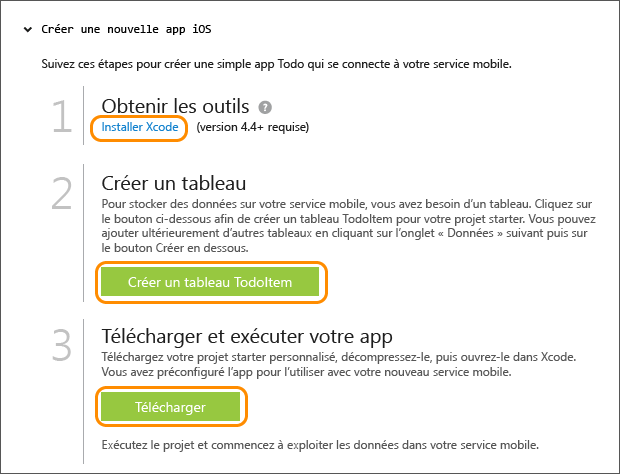 Créer une nouvelle app iOS
Suivez ces étapes pour créer une simple app Todo qui se connecte à votre service mobile.
1 Obtenir les outils ?
Installer Xcode (version 4.4+ requise)
2 Créer un tableau
Pour stocker des données sur votre service mobile, vous avez besoin d'un tableau. Cliquez sur
le bouton ci-dessous afin de créer un tableau TodoItem pour votre projet starter. Vous pouvez
ajouter ultérieurement d'autres tableaux en cliquant sur l'onglet « Données » suivant puis sur
le bouton Créer en dessous.
Créer un tableau TodoItem
3 Télécharger et exécuter votre app
Téléchargez votre projet starter personnalisé, décompressez-le, puis ouvrez-le dans Xcode.
Vous avez préconfiguré l'app pour l'utiliser avec votre nouveau service mobile.
Télécharger
Exécutez le projet et commencez à exploiter les données dans votre service mobile.